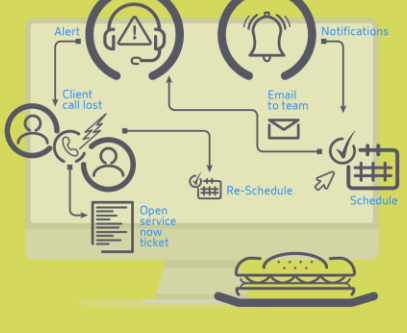 Alert
Notifications
Client
call lost
Email
to team
Re-Schedule
Schedule
Open
service
now
ticket